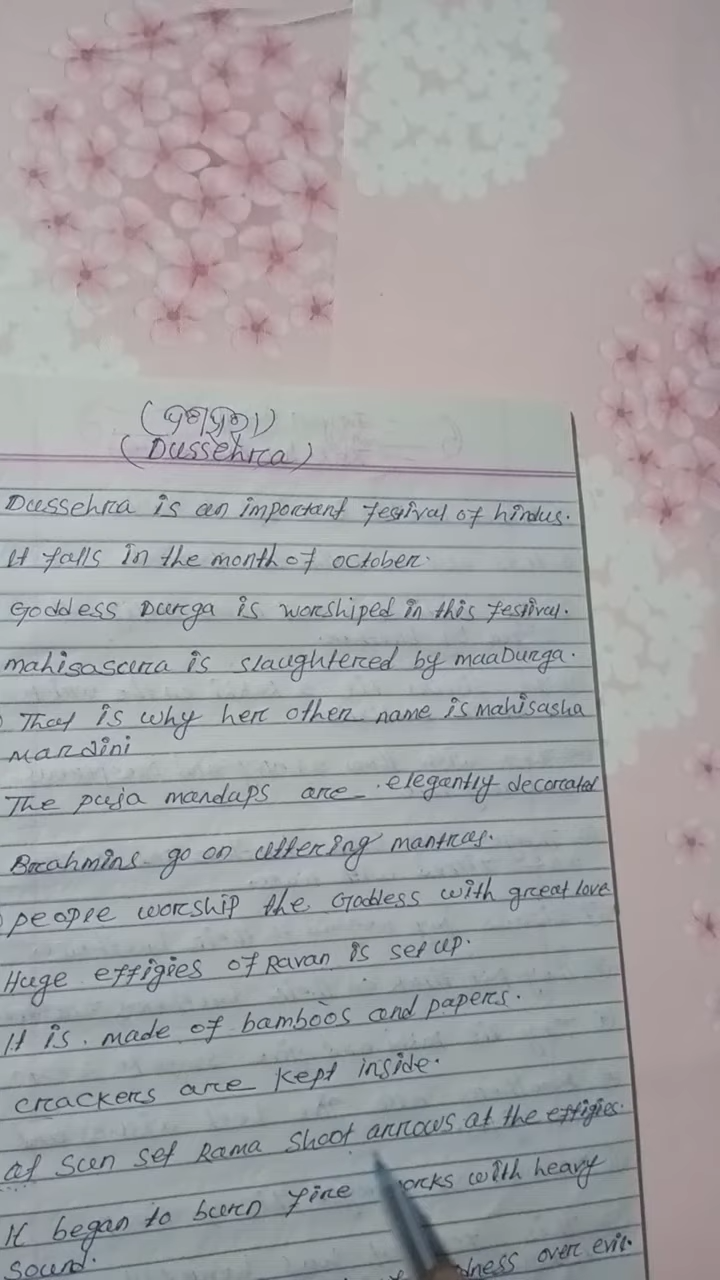 (ଦଶହରା)
(Dussehra)
Dussehra is an important festival of hindus.
It falls in the month of october.
Goddess Durga is worshiped in this festival.
mahisasura is slaughtered by maaDurga.
That is why her other name is mahisasha
mardini
The puja mandaps are elegantly decorated
Brahmins go on uttering mantras.
people worship the Goddess with great love
Huge effigies of Ravan is set up.
It is made of bamboos and papers.
crackers are kept inside.
at sun set Rama shoot arrows at the effigies.
It began to burn fire orks with heavy
sound.
dness over evil.